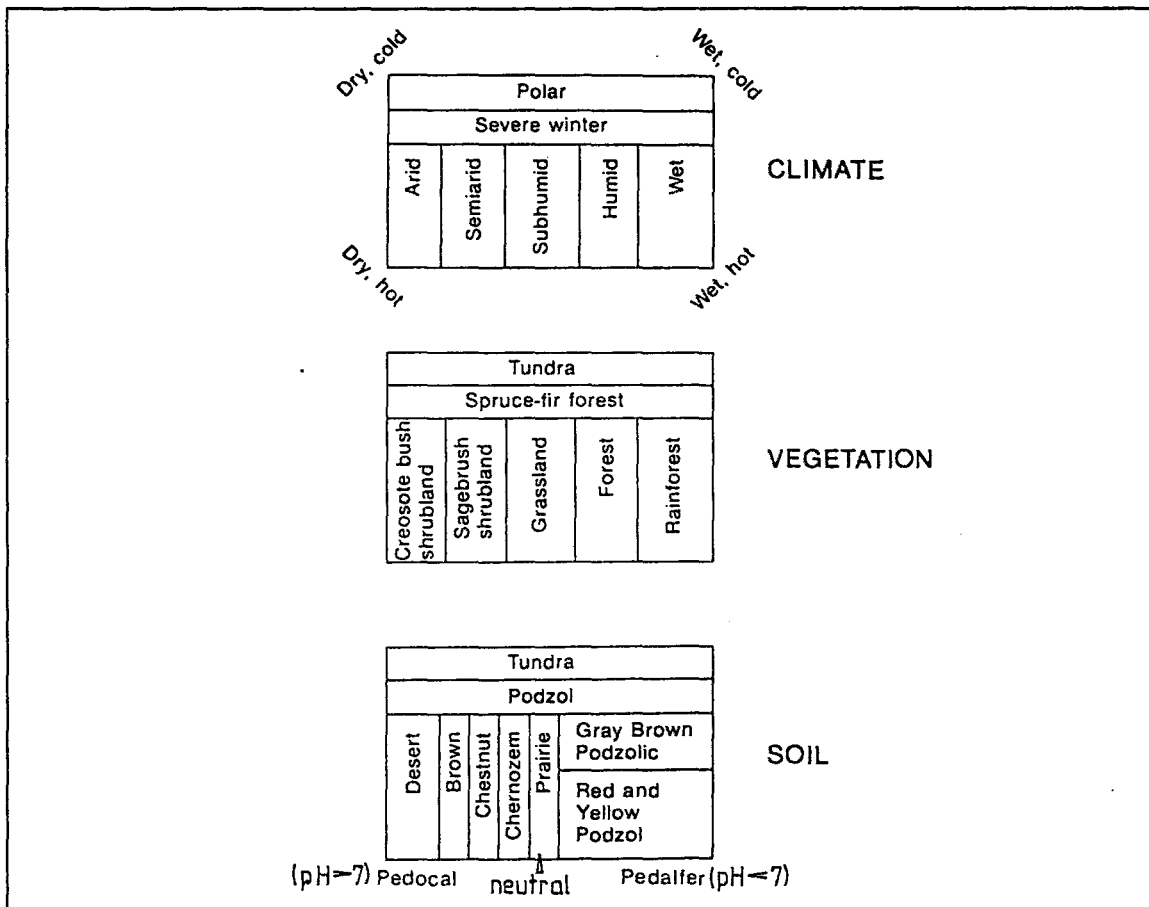 Dry, cold
Wet, cold
Polar
Severe winter
Arid
Semiarid
Subhumid
Humid
Wet
CLIMATE
Dry, hot
Wet, hot
Tundra
Spruce-fir forest
Creosote bush
shrubland
Sagebrush
shrubland
Grassland
Forest
Rainforest
VEGETATION
Tundra
Podzol
Desert
Brown
Chestnut
Chernozem
Prairie
Gray Brown
Podzolic
Red and
Yellow
Podzol
SOIL
(pH>7) Pedocal
neutral
Pedalfer (pH<7)